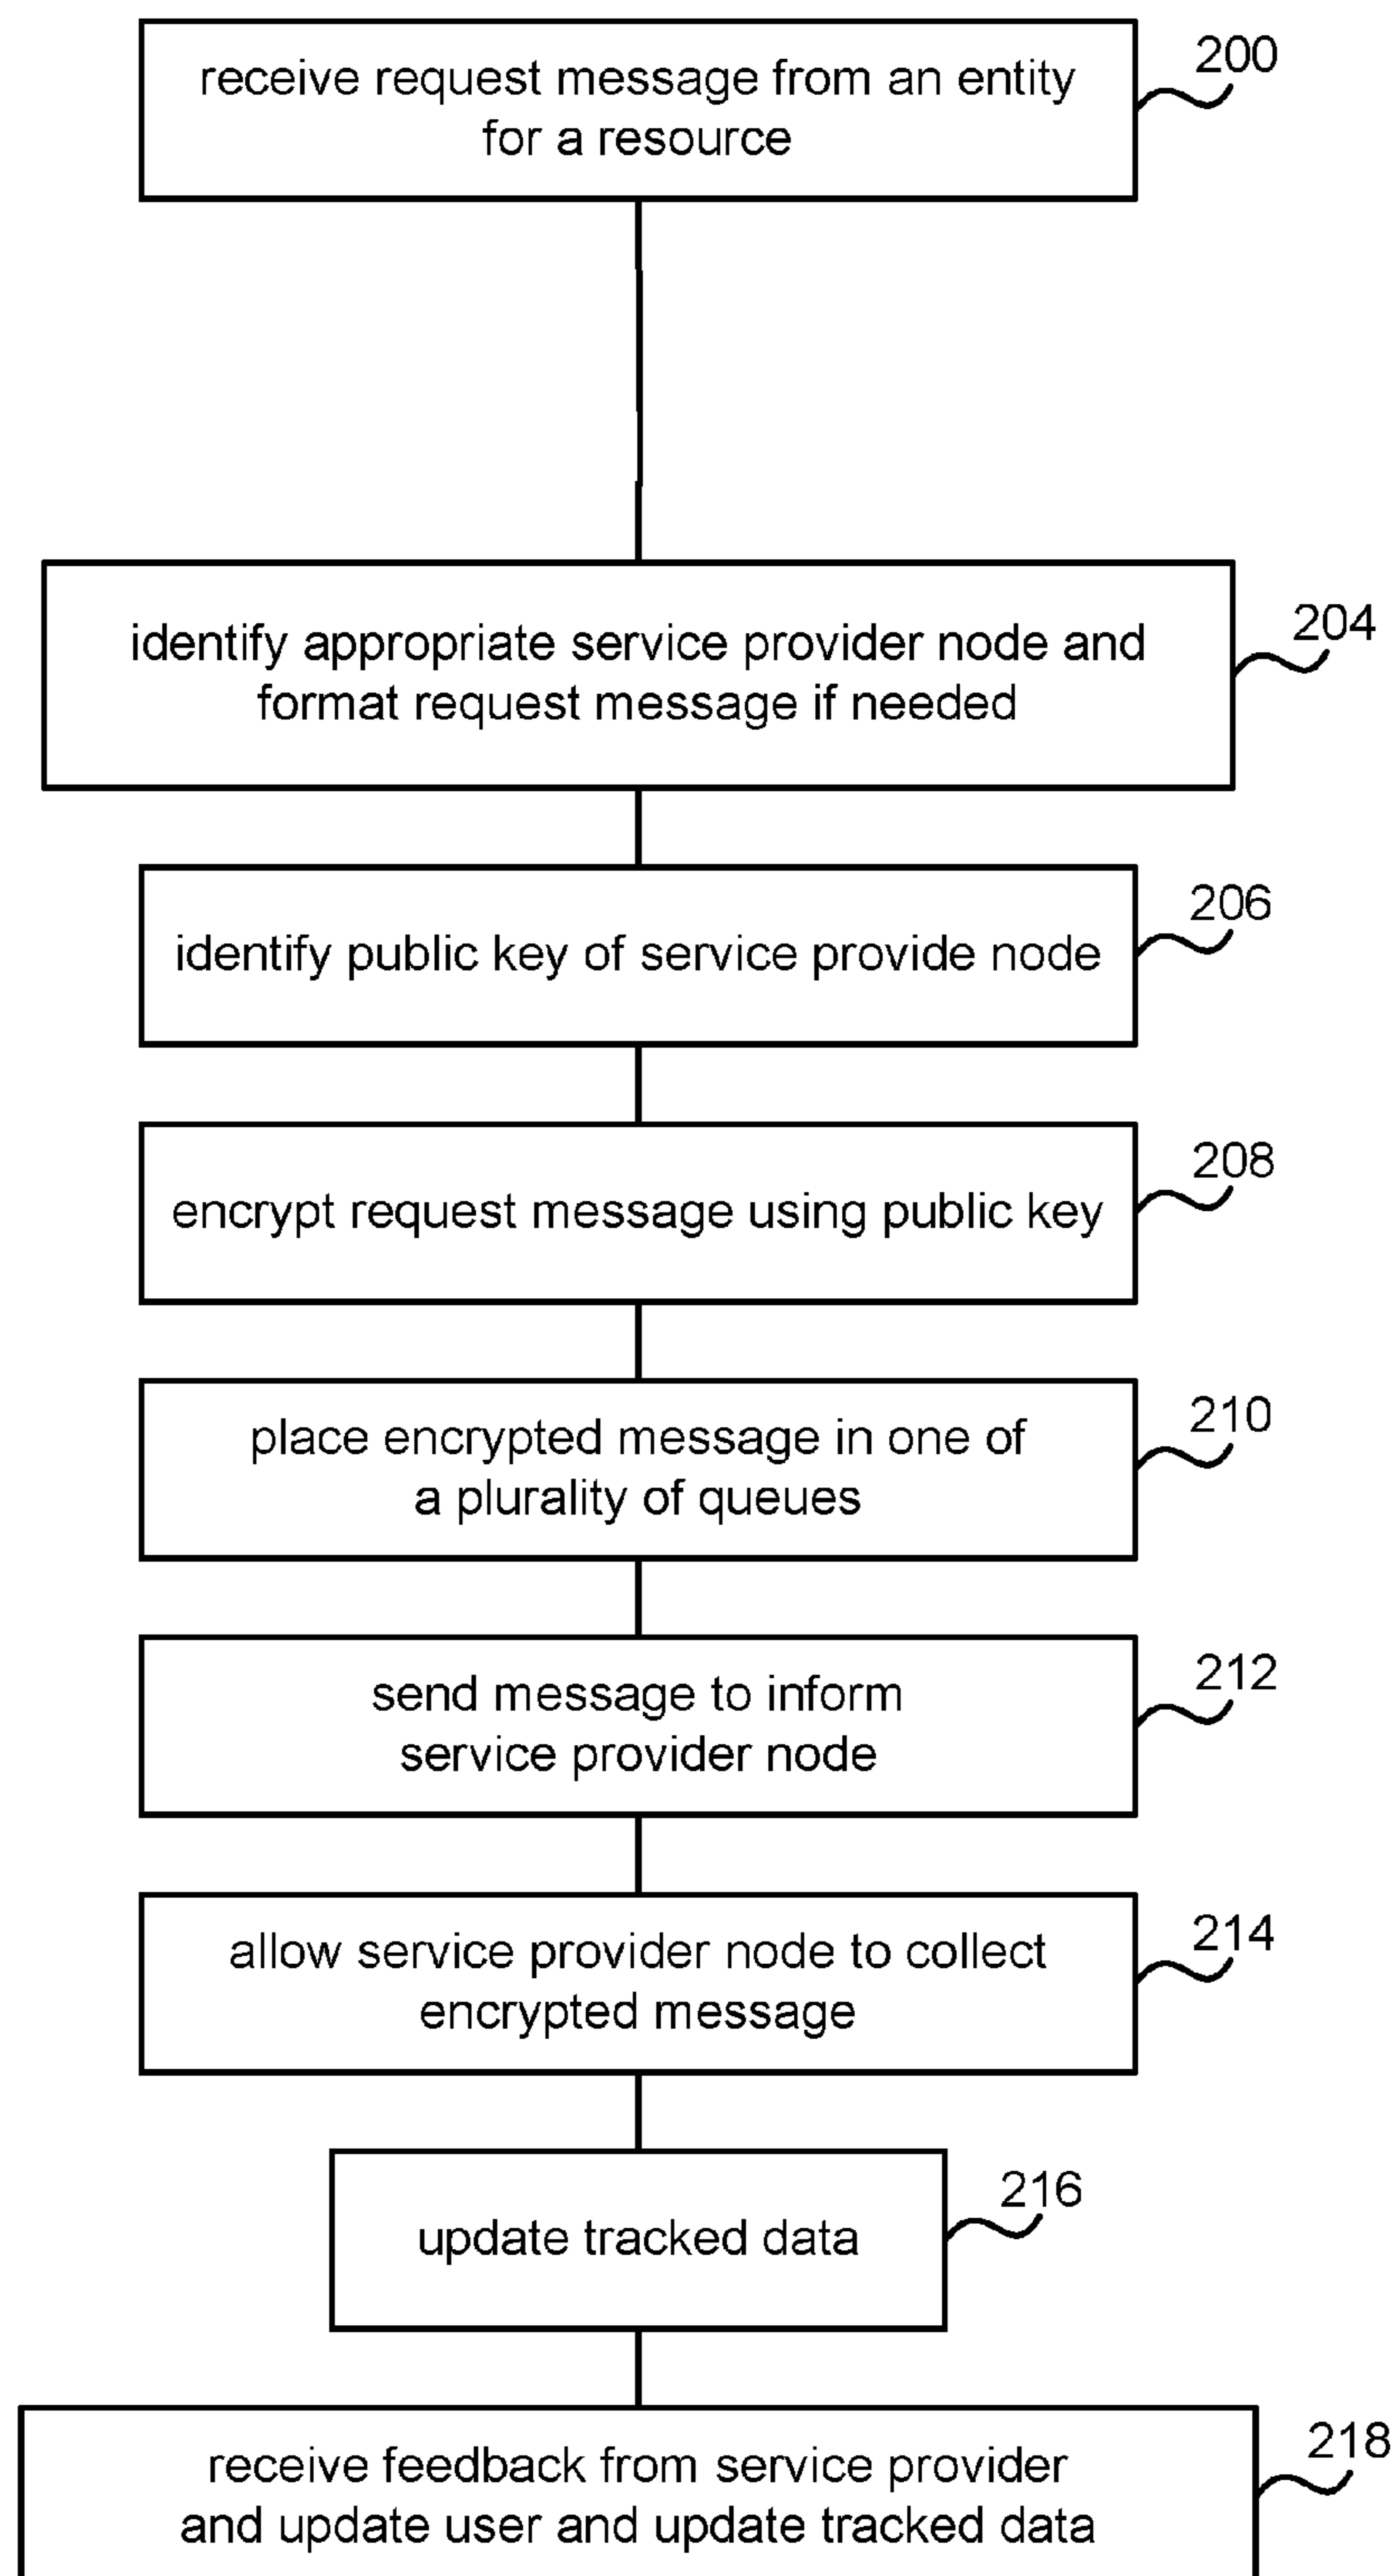 receive request message from an entity
for a resource
200
identify appropriate service provider node and
format request message if needed
204
identify public key of service provide node
206
encrypt request message using public key
208
place encrypted message in one of
a plurality of queues
210
send message to inform
service provider node
212
allow service provider node to collect
encrypted message
214
update tracked data
216
receive feedback from service provider
and update user and update tracked data
218